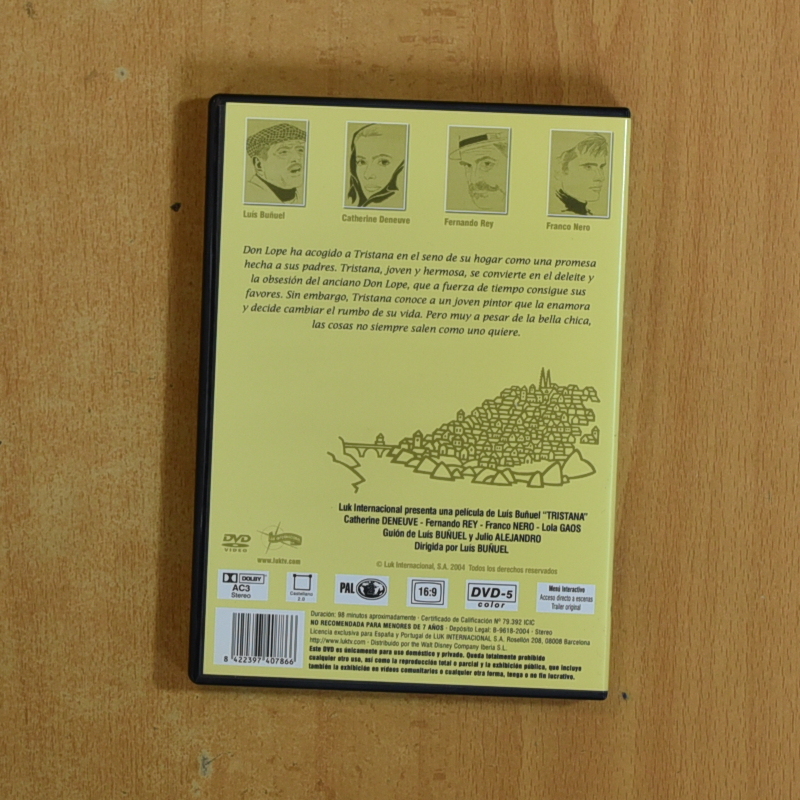 Luis Buñuel
Catherine Deneuve
Fernando Rey
Franco Nero
Don Lope ha acogido a Tristana en el seno de su hogar como una promesa
hecha a sus padres. Tristana, joven y hermosa, se convierte en el deleite y
la obsesión del anciano Don Lope, que a fuerza de tiempo consigue sus
favores. Sin embargo, Tristana conoce a un joven pintor que la enamora
y decide cambiar el rumbo de su vida. Pero muy a pesar de la bella chica,
las cosas no siempre salen como uno quiere.
Luk Internacional presenta una película de Luis Buñuel "TRISTANA"
Catherine DENEUVE - Fernando REY - Franco NERO - Lola GAOS
Guión de Luis BUÑUEL y Julio ALEJANDRO
Dirigida por Luis BUÑUEL
DVD
VIDEO
www.luktv.com
© Luk Internacional, S.A. 2004 Todos los derechos reservados
DOLBY
AC3
Stereo
Castellano
2.0
PAL
16:9
DVD-5
color
Menú Interactivo
Acceso directo a escenas
Trailer original
Duración: 98 minutos aproximadamente - Certificado de Calificación Nº 79.392 ICIC
NO RECOMENDADA PARA MENORES DE 7 AÑOS - Depósito Legal: B-9618-2004 - Stereo
Licencia exclusiva para España y Portugal de LUK INTERNACIONAL S.A. Rosellón 208, 08008 Barcelona
http://www.luktv.com - Distribuido por the Walt Disney Company Iberia S.L.
Este DVD es únicamente para uso doméstico y privado. Queda totalmente prohibido
cualquier otro uso, así como la reproducción total o parcial y la exhibición pública, que incluye
también la exhibición en vídeos comunitarios o cualquier otra forma, tenga o no fin lucrativo.
8 422397 407866